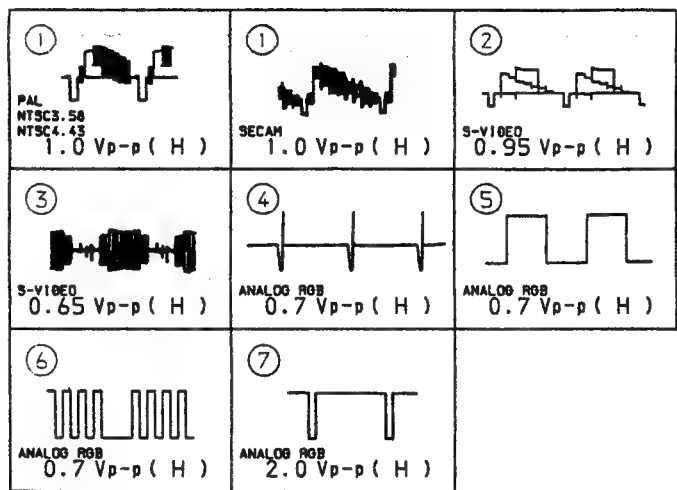 ①
PAL
NTSC3.58
NTSC4.43
1.0 Vp-p ( H )
①
SECAM
1.0 Vp-p ( H )
②
S-VIDEO
0.95 Vp-p ( H )
③
S-VIDEO
0.65 Vp-p ( H )
④
ANALOG RGB
0.7 Vp-p ( H )
⑤
ANALOG RGB
0.7 Vp-p ( H )
⑥
ANALOG RGB
0.7 Vp-p ( H )
⑦
ANALOG RGB
2.0 Vp-p ( H )